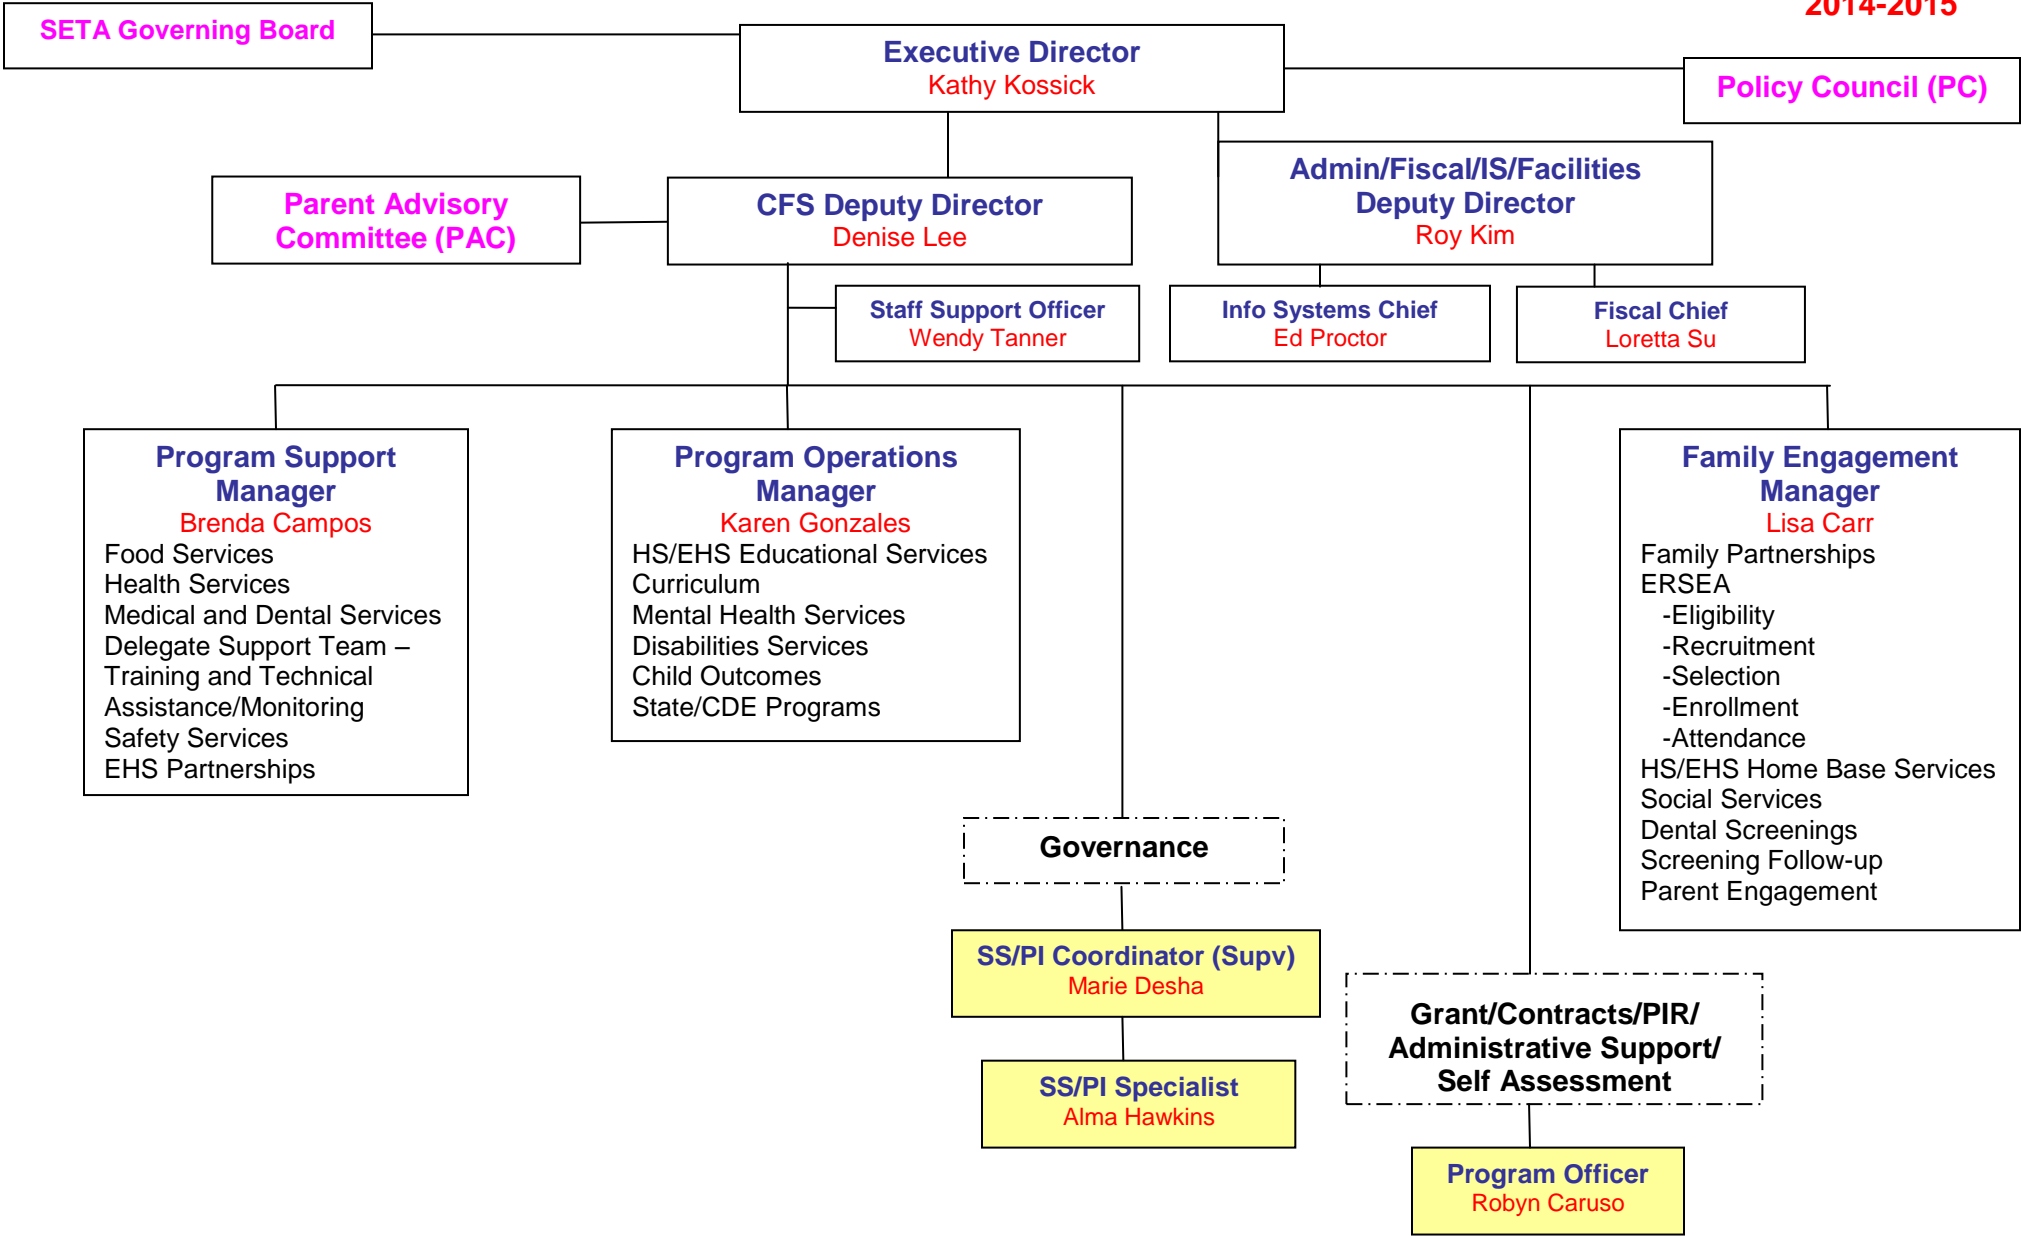 2014-2015
SETA Governing Board
Executive Director
Kathy Kossick
Policy Council (PC)
Parent Advisory
Committee (PAC)
CFS Deputy Director
Denise Lee
Admin/Fiscal/IS/Facilities
Deputy Director
Roy Kim
Staff Support Officer
Wendy Tanner
Info Systems Chief
Ed Proctor
Fiscal Chief
Loretta Su
Program Support
Manager
Brenda Campos
Food Services
Health Services
Medical and Dental Services
Delegate Support Team –
Training and Technical
Assistance/Monitoring
Safety Services
EHS Partnerships
Program Operations
Manager
Karen Gonzales
HS/EHS Educational Services
Curriculum
Mental Health Services
Disabilities Services
Child Outcomes
State/CDE Programs
Family Engagement
Manager
Lisa Carr
Family Partnerships
ERSEA
-Eligibility
-Recruitment
-Selection
-Enrollment
-Attendance
HS/EHS Home Base Services
Social Services
Dental Screenings
Screening Follow-up
Parent Engagement
Governance
SS/PI Coordinator (Supv)
Marie Desha
SS/PI Specialist
Alma Hawkins
Grant/Contracts/PIR/
Administrative Support/
Self Assessment
Program Officer
Robyn Caruso